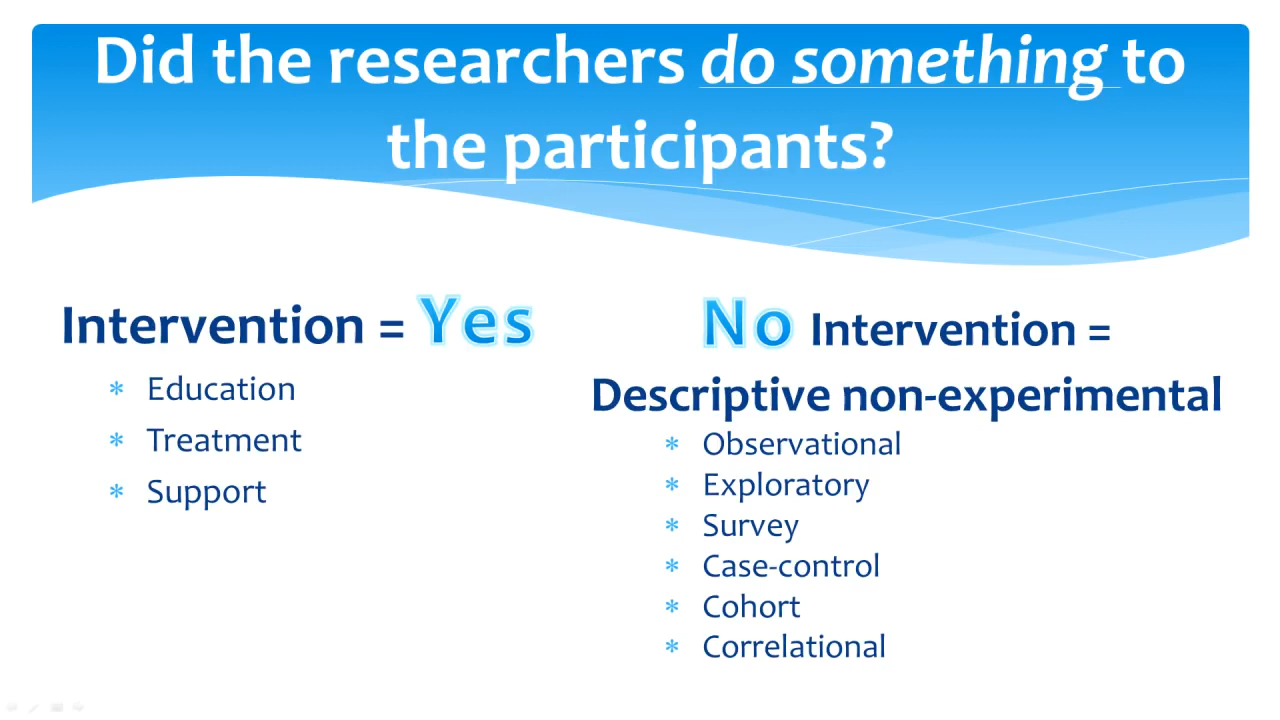 Did the researchers do something to
the participants?
Intervention = Yes
* Education
* Treatment
* Support
No Intervention =
Descriptive non-experimental
* Observational
* Exploratory
* Survey
* Case-control
* Cohort
* Correlational